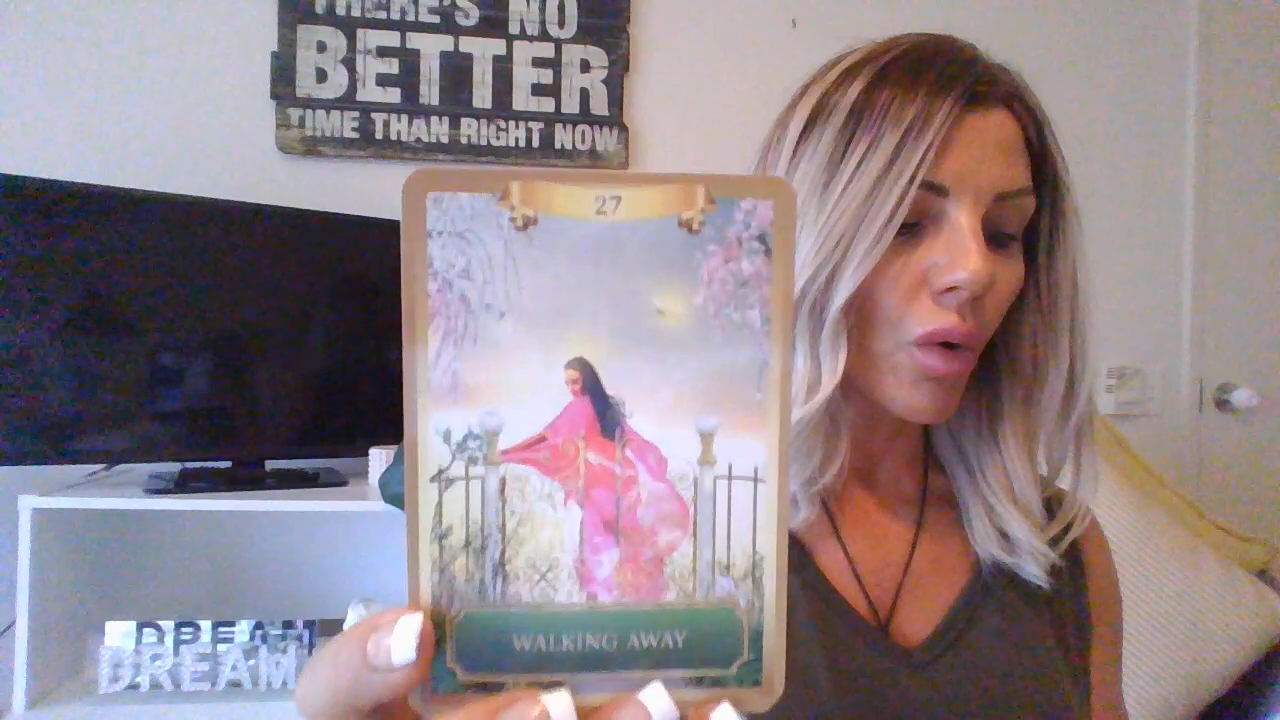 THERE'S NO
BETTER
TIME THAN RIGHT NOW
27
WALKING AWAY
DREAM